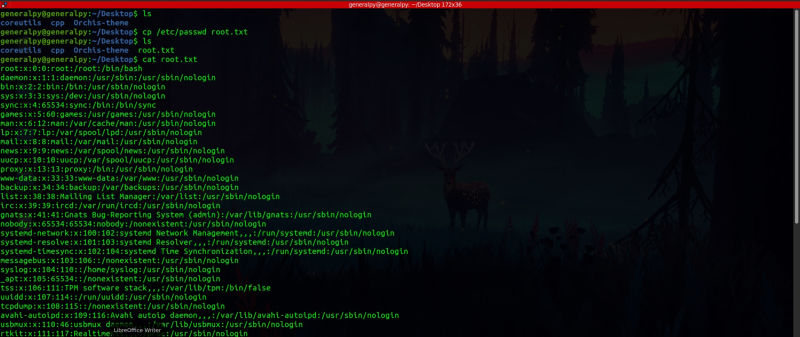 generalpy@generalpy: ~/Desktop 172x36
generalpy@generalpy:~/Desktop$ ls
coreutils  cpp  Orchis-theme
generalpy@generalpy:~/Desktop$ cp /etc/passwd root.txt
generalpy@generalpy:~/Desktop$ ls
coreutils  cpp  Orchis-theme  root.txt
generalpy@generalpy:~/Desktop$ cat root.txt
root:x:0:0:root:/root:/bin/bash
daemon:x:1:1:daemon:/usr/sbin:/usr/sbin/nologin
bin:x:2:2:bin:/bin:/usr/sbin/nologin
sys:x:3:3:sys:/dev:/usr/sbin/nologin
sync:x:4:65534:sync:/bin:/bin/sync
games:x:5:60:games:/usr/games:/usr/sbin/nologin
man:x:6:12:man:/var/cache/man:/usr/sbin/nologin
lp:x:7:7:lp:/var/spool/lpd:/usr/sbin/nologin
mail:x:8:8:mail:/var/mail:/usr/sbin/nologin
news:x:9:9:news:/var/spool/news:/usr/sbin/nologin
uucp:x:10:10:uucp:/var/spool/uucp:/usr/sbin/nologin
proxy:x:13:13:proxy:/bin:/usr/sbin/nologin
www-data:x:33:33:www-data:/var/www:/usr/sbin/nologin
backup:x:34:34:backup:/var/backups:/usr/sbin/nologin
list:x:38:38:Mailing List Manager:/var/list:/usr/sbin/nologin
irc:x:39:39:ircd:/var/run/ircd:/usr/sbin/nologin
gnats:x:41:41:Gnats Bug-Reporting System (admin):/var/lib/gnats:/usr/sbin/nologin
nobody:x:65534:65534:nobody:/nonexistent:/usr/sbin/nologin
systemd-network:x:100:102:systemd Network Management,,,:/run/systemd:/usr/sbin/nologin
systemd-resolve:x:101:103:systemd Resolver,,,:/run/systemd:/usr/sbin/nologin
systemd-timesync:x:102:104:systemd Time Synchronization,,,:/run/systemd:/usr/sbin/nologin
messagebus:x:103:106::/nonexistent:/usr/sbin/nologin
syslog:x:104:110::/home/syslog:/usr/sbin/nologin
_apt:x:105:65534::/nonexistent:/usr/sbin/nologin
tss:x:106:111:TPM software stack,,,:/var/lib/tpm:/bin/false
uuidd:x:107:114::/run/uuidd:/usr/sbin/nologin
tcpdump:x:108:115::/nonexistent:/usr/sbin/nologin
avahi-autoipd:x:109:116:Avahi autoip daemon,,,:/var/lib/avahi-autoipd:/usr/sbin/nologin
usbmux:x:110:46:usbmux daemon,,,:/var/lib/usbmux:/usr/sbin/nologin
rtkit:x:111:117:Realtime :/usr/sbin/nologin
LibreOffice Writer